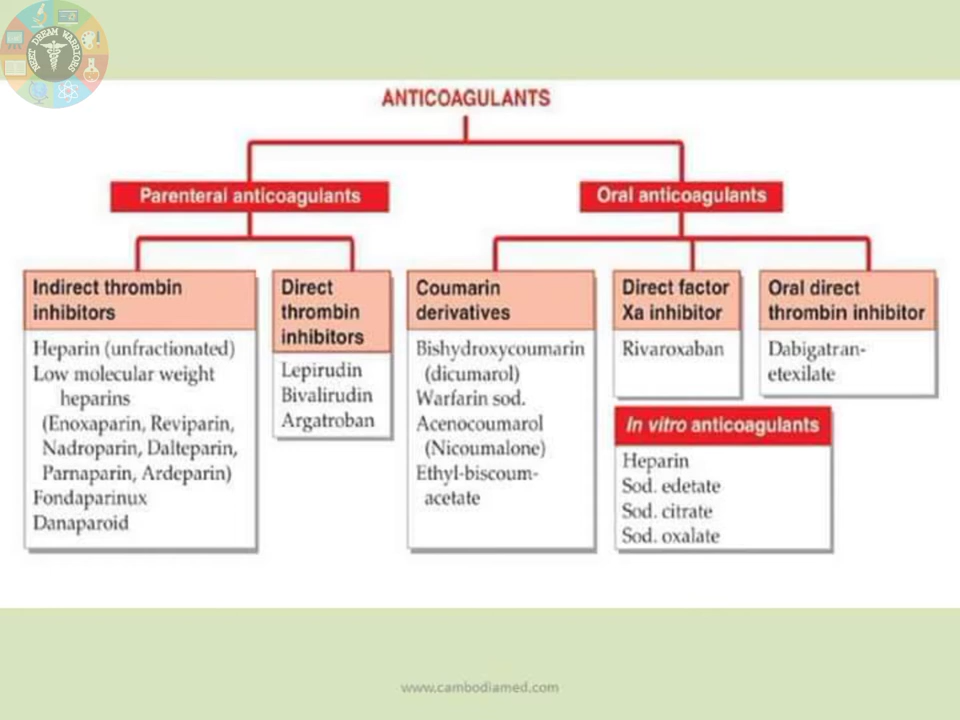 NEET DREAM WARRIORS
ANTICOAGULANTS
Parenteral anticoagulants
Oral anticoagulants
Indirect thrombin
inhibitors
Heparin (unfractionated)
Low molecular weight
heparins
(Enoxaparin, Reviparin,
Nadroparin, Dalteparin,
Parnaparin, Ardeparin)
Fondaparinux
Danaparoid
Direct
thrombin
inhibitors
Lepirudin
Bivalirudin
Argatroban
Coumarin
derivatives
Bishydroxycoumarin
(dicumarol)
Warfarin sod.
Acenocoumarol
(Nicoumalone)
Ethyl-biscoum-
acetate
Direct factor
Xa inhibitor
Rivaroxaban
Oral direct
thrombin inhibitor
Dabigatran-
etexilate
In vitro anticoagulants
Heparin
Sod. edetate
Sod. citrate
Sod. oxalate
www.cambodiamed.com